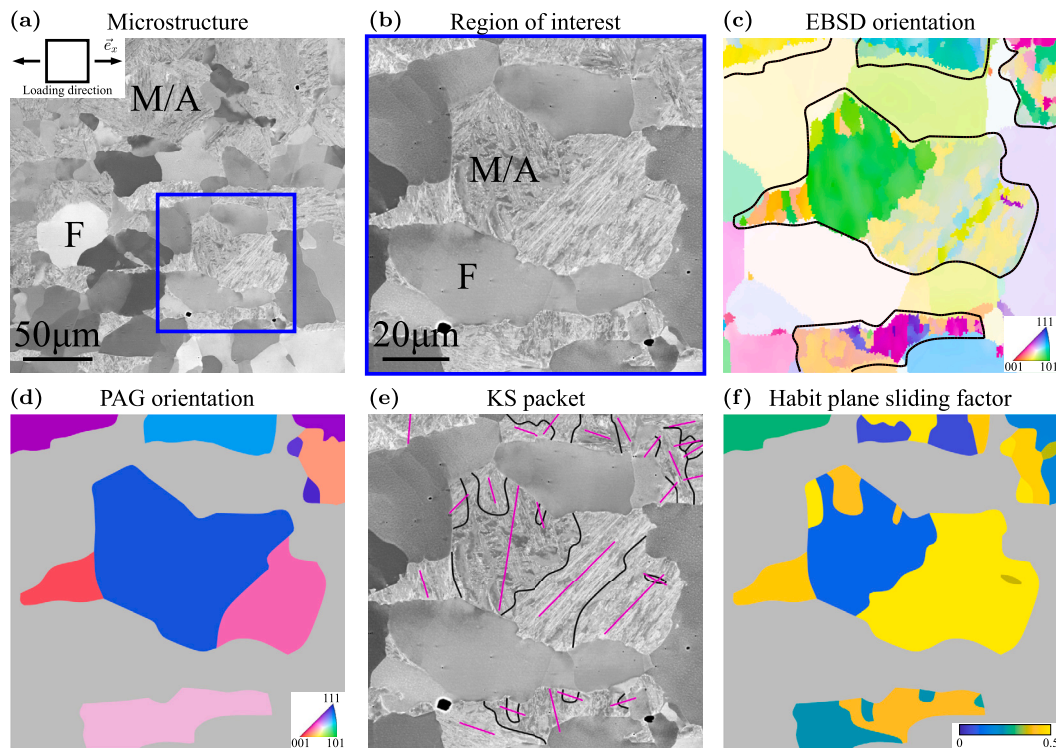 (a) Microstructure
e⃗x
Loading direction
M/A
F
50μm
(b) Region of interest
M/A
F
20μm
(c) EBSD orientation
111
001 101
(d) PAG orientation
111
001 101
(e) KS packet
(f) Habit plane sliding factor
0 0.5